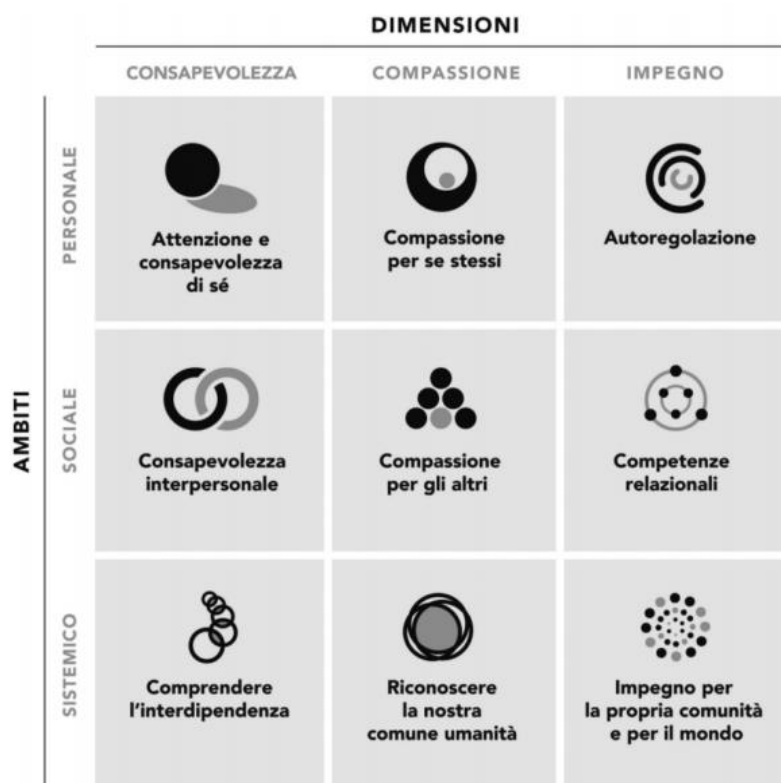 DIMENSIONI
CONSAPEVOLEZZA COMPASSIONE IMPEGNO
AMBITI
PERSONALE
Attenzione e
consapevolezza
di sé
Compassione
per se stessi
Autoregolazione
SOCIALE
Consapevolezza
interpersonale
Compassione
per gli altri
Competenze
relazionali
SISTEMICO
Comprendere
l'interdipendenza
Riconoscere
la nostra
comune umanità
Impegno per
la propria comunità
e per il mondo